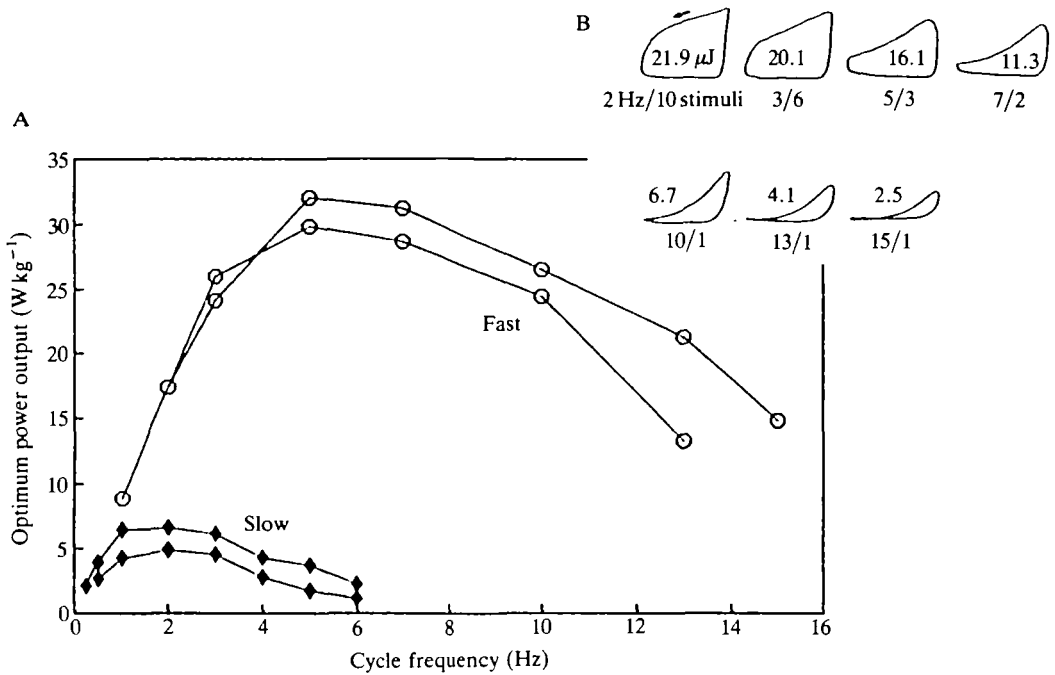 B
21.9 μJ 20.1 16.1 11.3
2 Hz/10 stimuli 3/6 5/3 7/2
A
6.7 4.1 2.5
10/1 13/1 15/1
Optimum power output (W kg⁻¹)
35
30
25
20
15
10
5
0
Fast
Slow
0 2 4 6 8 10 12 14 16
Cycle frequency (Hz)